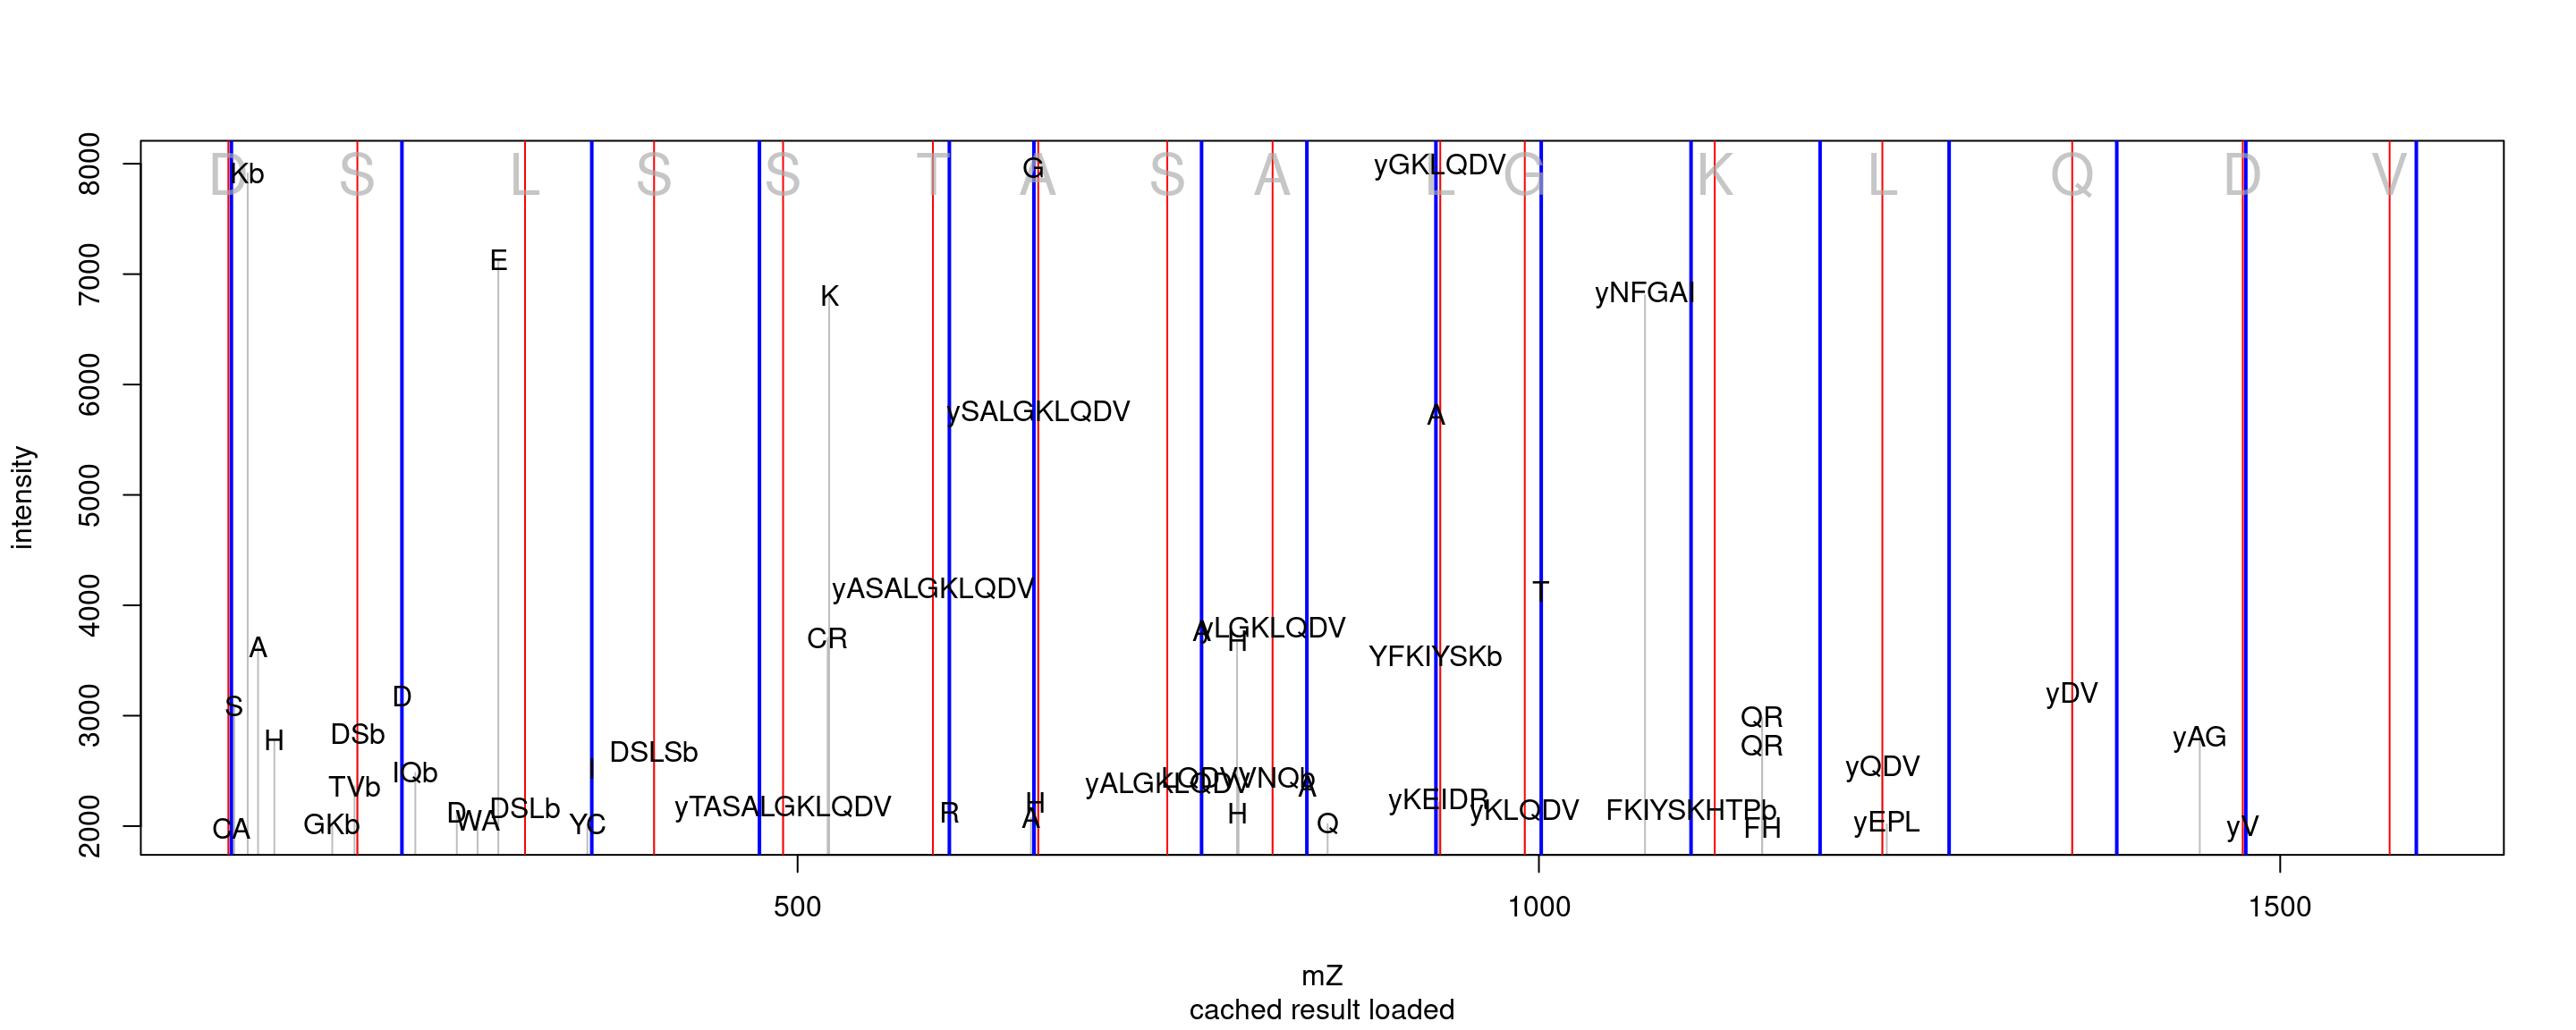 D S L S S T A S A L G K L Q D V
Kb
G
yGKLQDV
E
K
yNFGAI
ySALGKLQDV
A
yASALGKLQDV
T
CR
A
A
yLGKLQDV
H
YFKIYSKb
S
D
yDV
H
DSb
QR
QR
yAG
IQb
I
DSLSb
yQDV
TVb
yALGKLQDV
LQDVVNQb
A
D
WA
DSLb
yTASALGKLQDV
R
H
A
H
yKEIDR
yKLQDV
FKIYSKHTPb
FH
CA
GKb
YC
Q
yEPL
yV
8000
7000
6000
5000
4000
3000
2000
intensity
500 1000 1500
mZ
cached result loaded